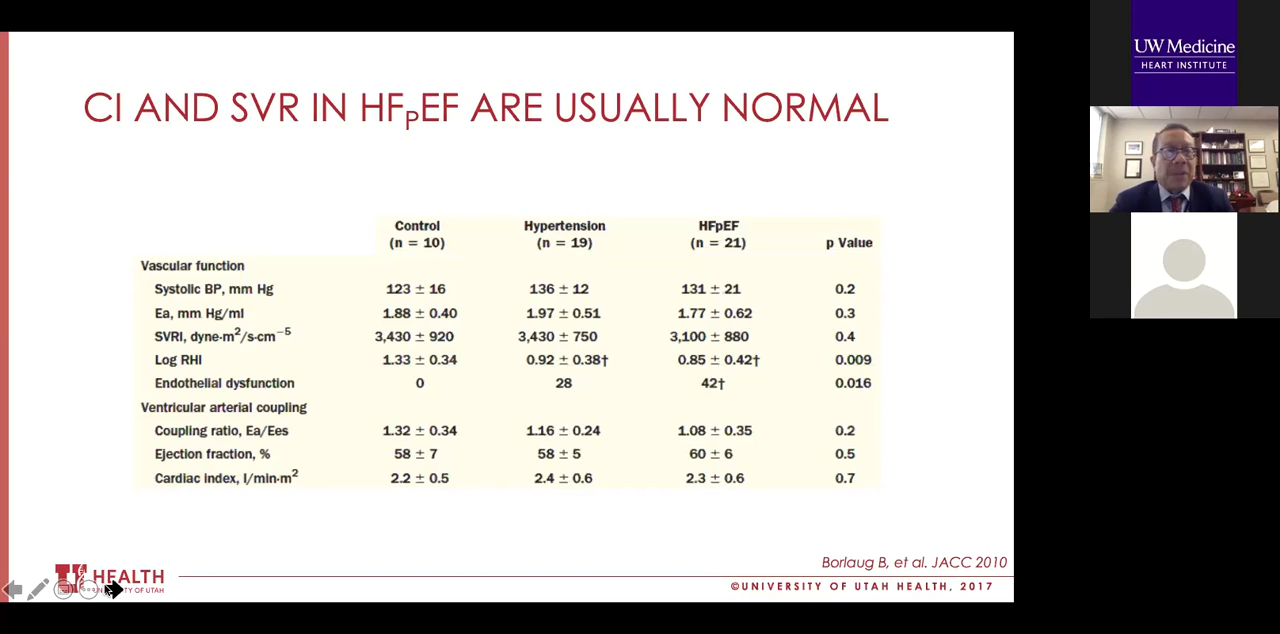 CI AND SVR IN HFPEF ARE USUALLY NORMAL
Control Hypertension HFpEF
(n = 10) (n = 19) (n = 21) p Value
Vascular function
Systolic BP, mm Hg 123 ± 16 136 ± 12 131 ± 21 0.2
Ea, mm Hg/ml 1.88 ± 0.40 1.97 ± 0.51 1.77 ± 0.62 0.3
SVRI, dyne·m²/s·cm⁻⁵ 3,430 ± 920 3,430 ± 750 3,100 ± 880 0.4
Log RHI 1.33 ± 0.34 0.92 ± 0.38† 0.85 ± 0.42† 0.009
Endothelial dysfunction 0 28 42† 0.016
Ventricular arterial coupling
Coupling ratio, Ea/Ees 1.32 ± 0.34 1.16 ± 0.24 1.08 ± 0.35 0.2
Ejection fraction, % 58 ± 7 58 ± 5 60 ± 6 0.5
Cardiac index, l/min·m² 2.2 ± 0.5 2.4 ± 0.6 2.3 ± 0.6 0.7
Borlaug B, et al. JACC 2010
HEALTH
OF UTAH
©UNIVERSITY OF UTAH HEALTH, 2017
UW Medicine
HEART INSTITUTE